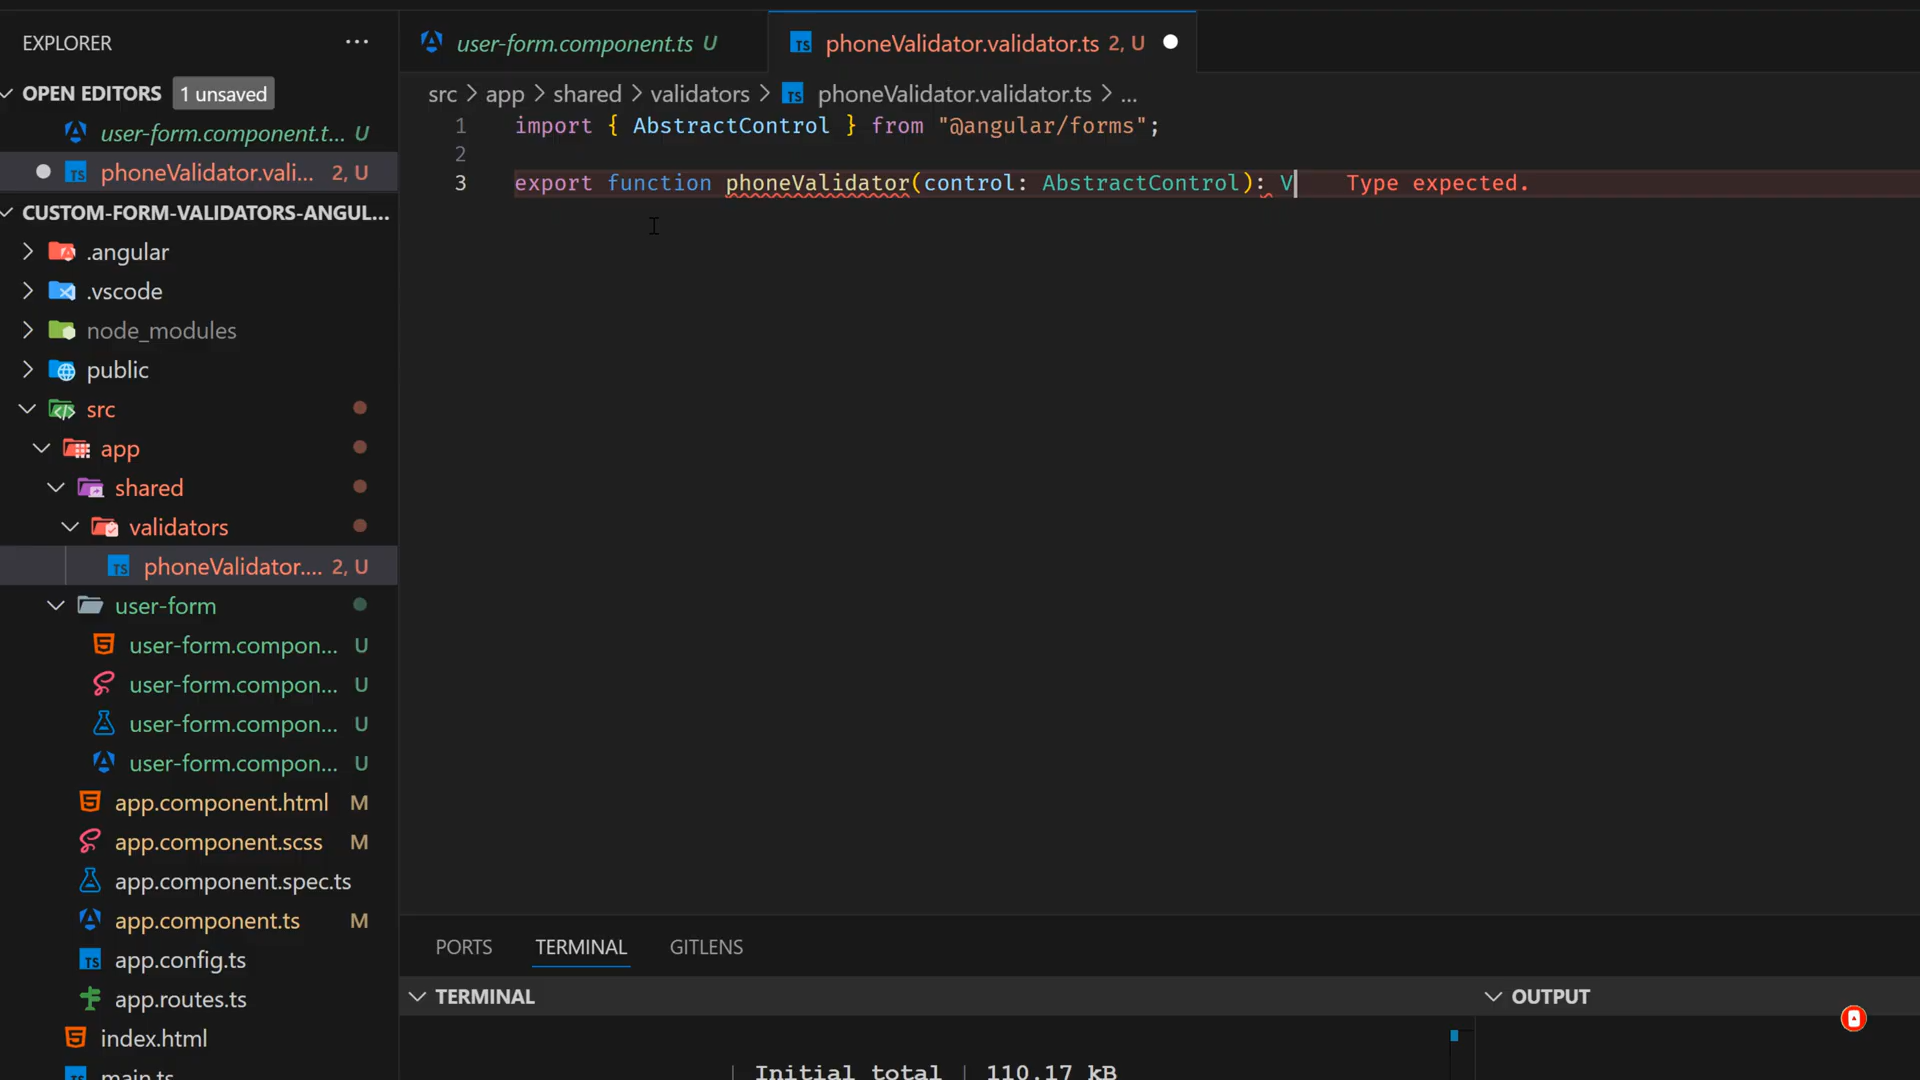 EXPLORER ···
OPEN EDITORS 1 unsaved
user-form.component.t... U
phoneValidator.vali... 2, U
CUSTOM-FORM-VALIDATORS-ANGUL...
.angular
.vscode
node_modules
public
src
app
shared
validators
phoneValidator.... 2, U
user-form
user-form.compon... U
user-form.compon... U
user-form.compon... U
user-form.compon... U
app.component.html M
app.component.scss M
app.component.spec.ts
app.component.ts M
app.config.ts
app.routes.ts
index.html
main.ts
user-form.component.ts U
TS phoneValidator.validator.ts 2, U
src > app > shared > validators > TS phoneValidator.validator.ts > ...
1 import { AbstractControl } from "@angular/forms";
2
3 export function phoneValidator(control: AbstractControl): V Type expected.
PORTS TERMINAL GITLENS
TERMINAL
OUTPUT
| Initial total | 110.17 kB